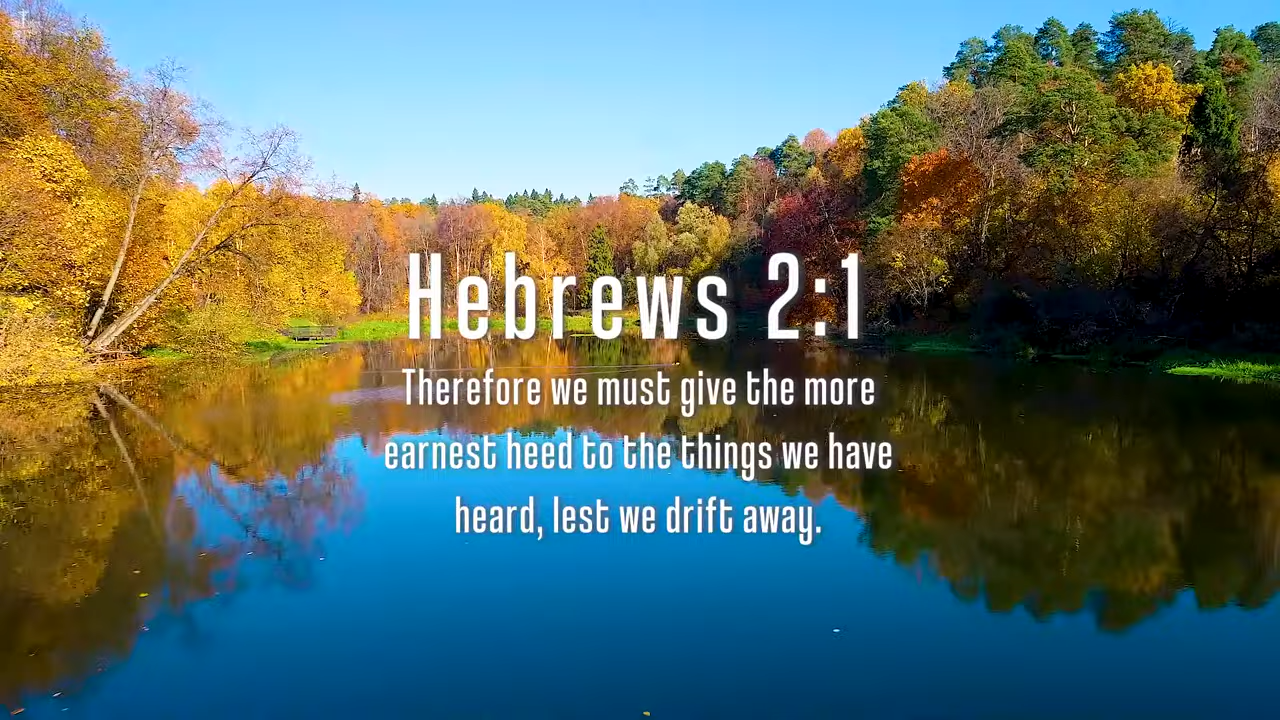 Hebrews 2:1
Therefore we must give the more
earnest heed to the things we have
heard, lest we drift away.